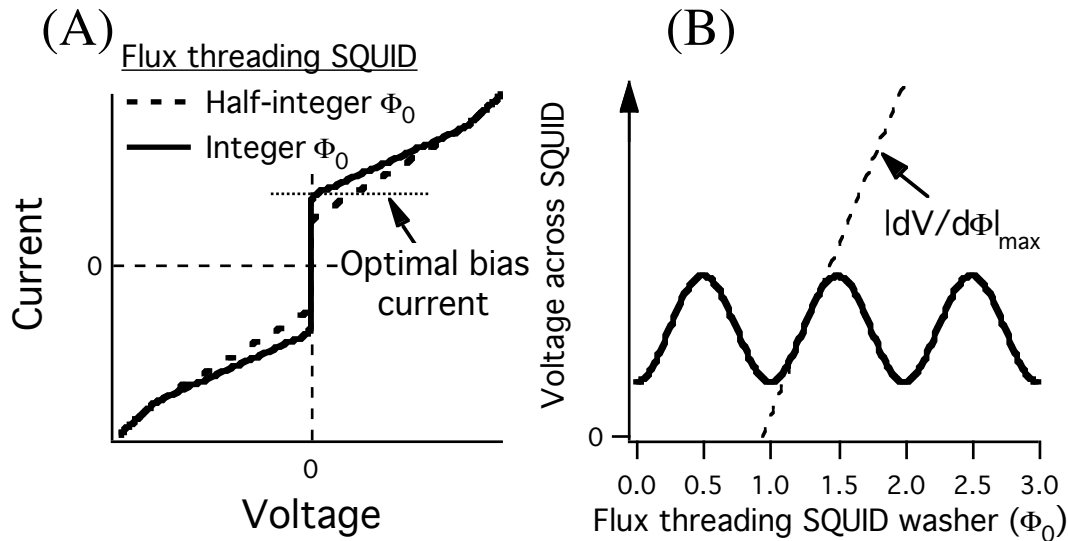 (A)
Flux threading SQUID
Half-integer Φ0
Integer Φ0
Current
0
Optimal bias
current
0
Voltage
(B)
Voltage across SQUID
|dV/dΦ|max
0
0.0 0.5 1.0 1.5 2.0 2.5 3.0
Flux threading SQUID washer (Φ0)